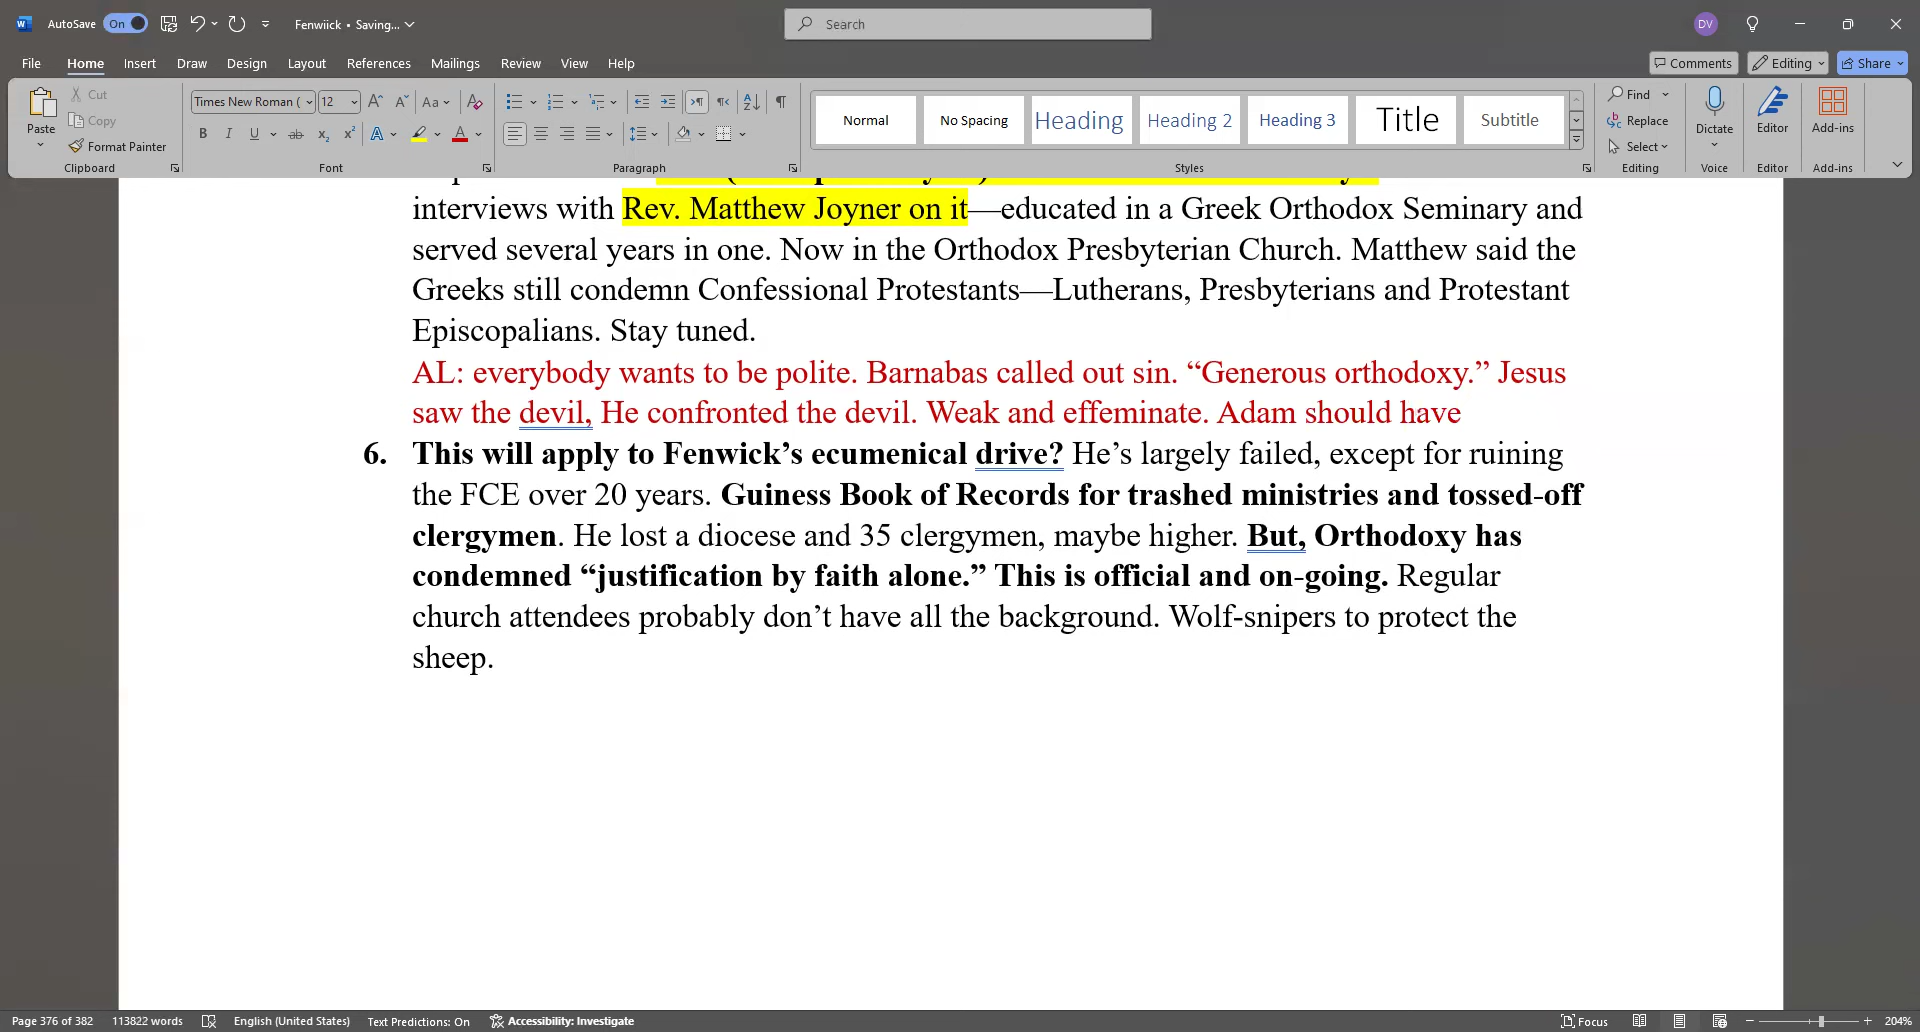 AutoSave On Fenwiick • Saving... Search DV
File Home Insert Draw Design Layout References Mailings Review View Help Comments Editing Share
Paste Cut Copy Format Painter Clipboard
Times New Roman ( 12 Aa Font
Paragraph
Normal No Spacing Heading Heading 2 Heading 3 Title Subtitle Styles
Find Replace Select Editing
Dictate Voice
Editor Editor
Add-ins Add-ins
interviews with Rev. Matthew Joyner on it—educated in a Greek Orthodox Seminary and
served several years in one. Now in the Orthodox Presbyterian Church. Matthew said the
Greeks still condemn Confessional Protestants—Lutherans, Presbyterians and Protestant
Episcopalians. Stay tuned.
AL: everybody wants to be polite. Barnabas called out sin. “Generous orthodoxy.” Jesus
saw the devil, He confronted the devil. Weak and effeminate. Adam should have
6. This will apply to Fenwick’s ecumenical drive? He’s largely failed, except for ruining
the FCE over 20 years. Guiness Book of Records for trashed ministries and tossed-off
clergymen. He lost a diocese and 35 clergymen, maybe higher. But, Orthodoxy has
condemned “justification by faith alone.” This is official and on-going. Regular
church attendees probably don’t have all the background. Wolf-snipers to protect the
sheep.
Page 376 of 382 113822 words English (United States) Text Predictions: On Accessibility: Investigate Focus 204%